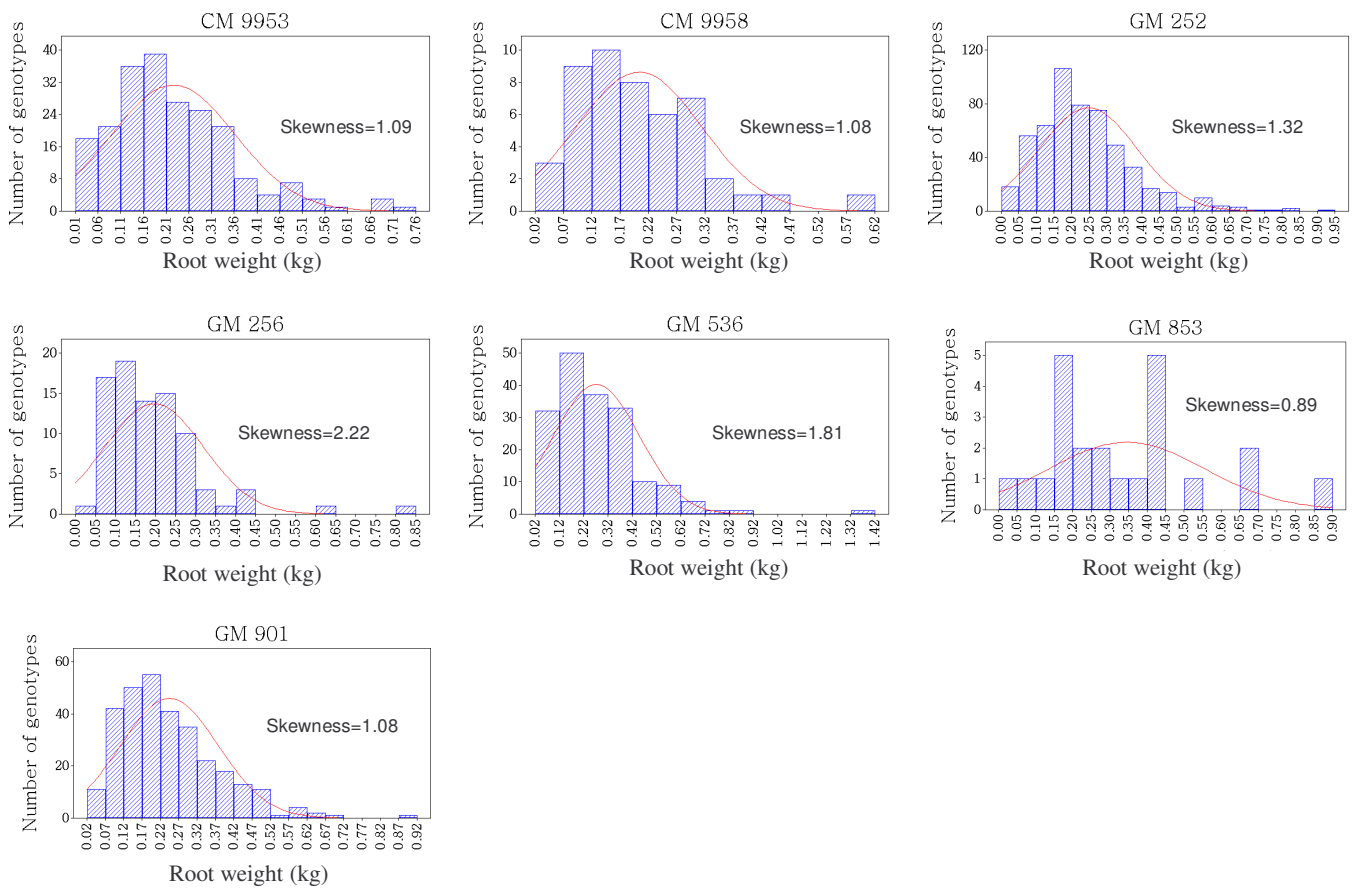 CM 9953
Number of genotypes
40
32
24
16
8
0
Skewness=1.09
0.01 0.06 0.11 0.16 0.21 0.26 0.31 0.36 0.41 0.46 0.51 0.56 0.61 0.66 0.71 0.76
Root weight (kg)
CM 9958
Number of genotypes
10
8
6
4
2
0
Skewness=1.08
0.02 0.07 0.12 0.17 0.22 0.27 0.32 0.37 0.42 0.47 0.52 0.57 0.62
Root weight (kg)
GM 252
Number of genotypes
120
80
40
0
Skewness=1.32
0.00 0.05 0.10 0.15 0.20 0.25 0.30 0.35 0.40 0.45 0.50 0.55 0.60 0.65 0.70 0.75 0.80 0.85 0.90 0.95
Root weight (kg)
GM 256
Number of genotypes
20
15
10
5
0
Skewness=2.22
0.00 0.05 0.10 0.15 0.20 0.25 0.30 0.35 0.40 0.45 0.50 0.55 0.60 0.65 0.70 0.75 0.80 0.85
Root weight (kg)
GM 536
Number of genotypes
50
40
30
20
10
0
Skewness=1.81
0.02 0.12 0.22 0.32 0.42 0.52 0.62 0.72 0.82 0.92 1.02 1.12 1.22 1.32 1.42
Root weight (kg)
GM 853
Number of genotypes
5
4
3
2
1
0
Skewness=0.89
0.00 0.05 0.10 0.15 0.20 0.25 0.30 0.35 0.40 0.45 0.50 0.55 0.60 0.65 0.70 0.75 0.80 0.85 0.90
Root weight (kg)
GM 901
Number of genotypes
60
40
20
0
Skewness=1.08
0.02 0.07 0.12 0.17 0.22 0.27 0.32 0.37 0.42 0.47 0.52 0.57 0.62 0.67 0.72 0.77 0.82 0.87 0.92
Root weight (kg)